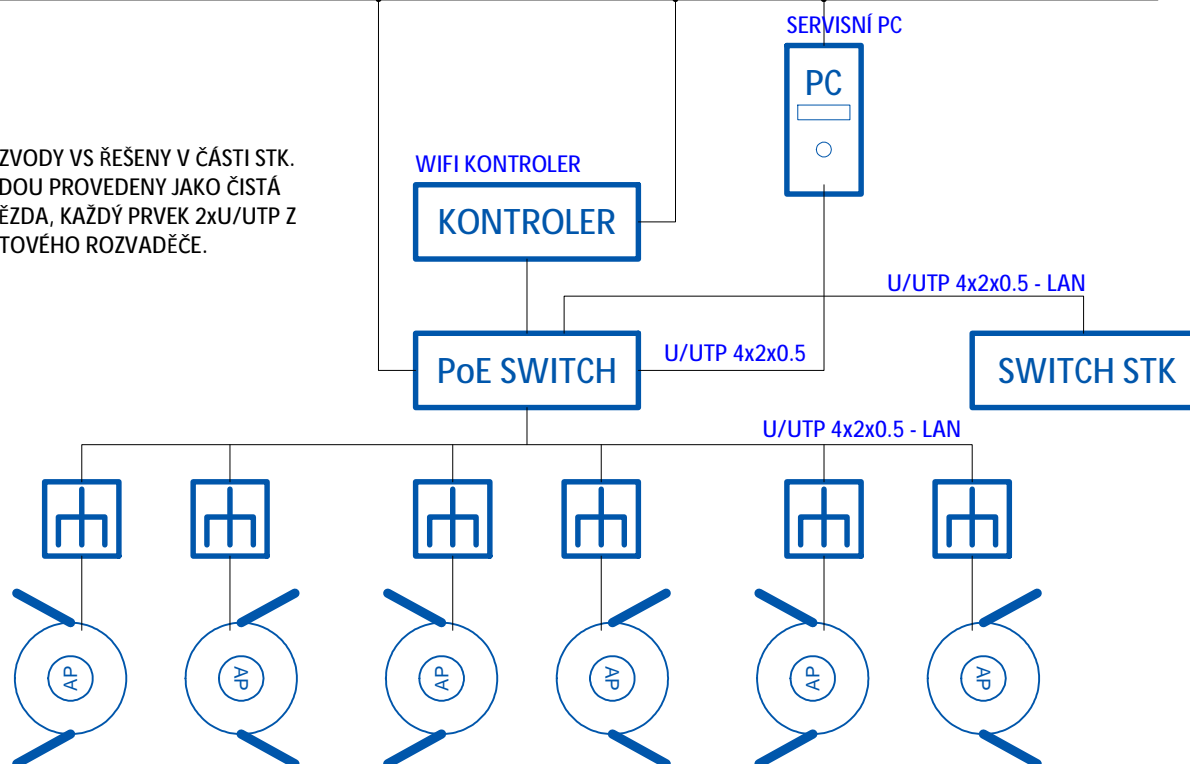 SERVISNÍ PC
PC
ZVODY VS ŘEŠENY V ČÁSTI STK.
DOU PROVEDENY JAKO ČISTÁ
ĚZDA, KAŽDÝ PRVEK 2xU/UTP Z
TOVÉHO ROZVADĚČE.
WIFI KONTROLER
KONTROLER
U/UTP 4x2x0.5 - LAN
PoE SWITCH
U/UTP 4x2x0.5
SWITCH STK
U/UTP 4x2x0.5 - LAN
AP
AP
AP
AP
AP
AP